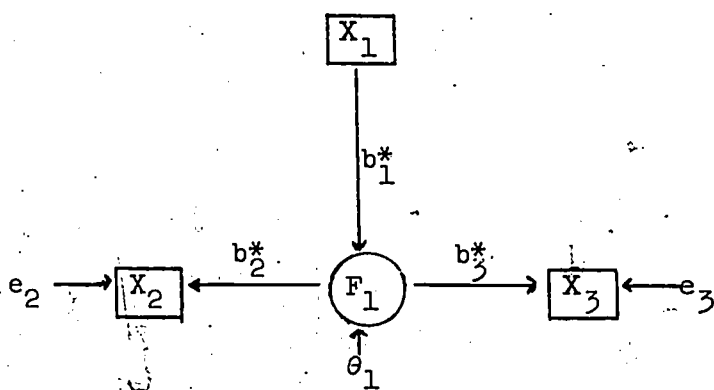 X₁
b*₁
b*₂ b*₃
e₂ X₂ F₁ X₃ e₃
θ₁